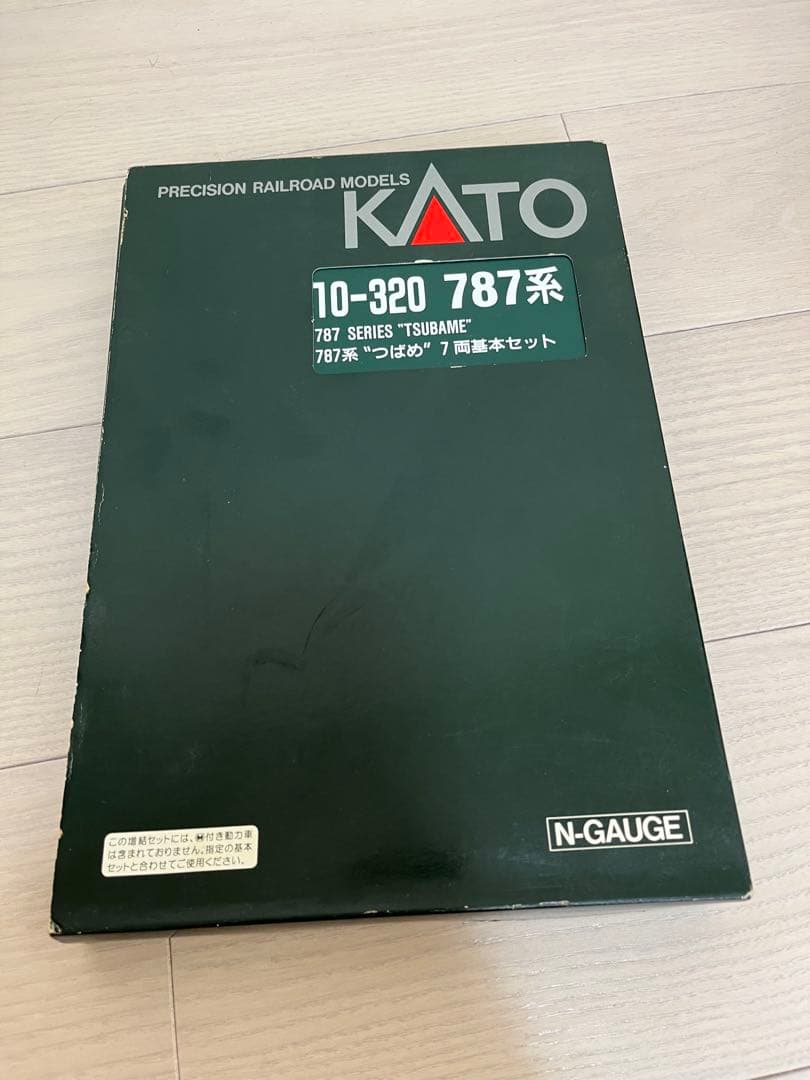 PRECISION RAILROAD MODELS
KATO
10-320 787系
787 SERIES "TSUBAME"
787系 "つばめ" 7両基本セット
この増結セットには、Ⓜ付き動力車
は含まれておりません。指定の基本
セットと合わせてご使用ください。
N-GAUGE